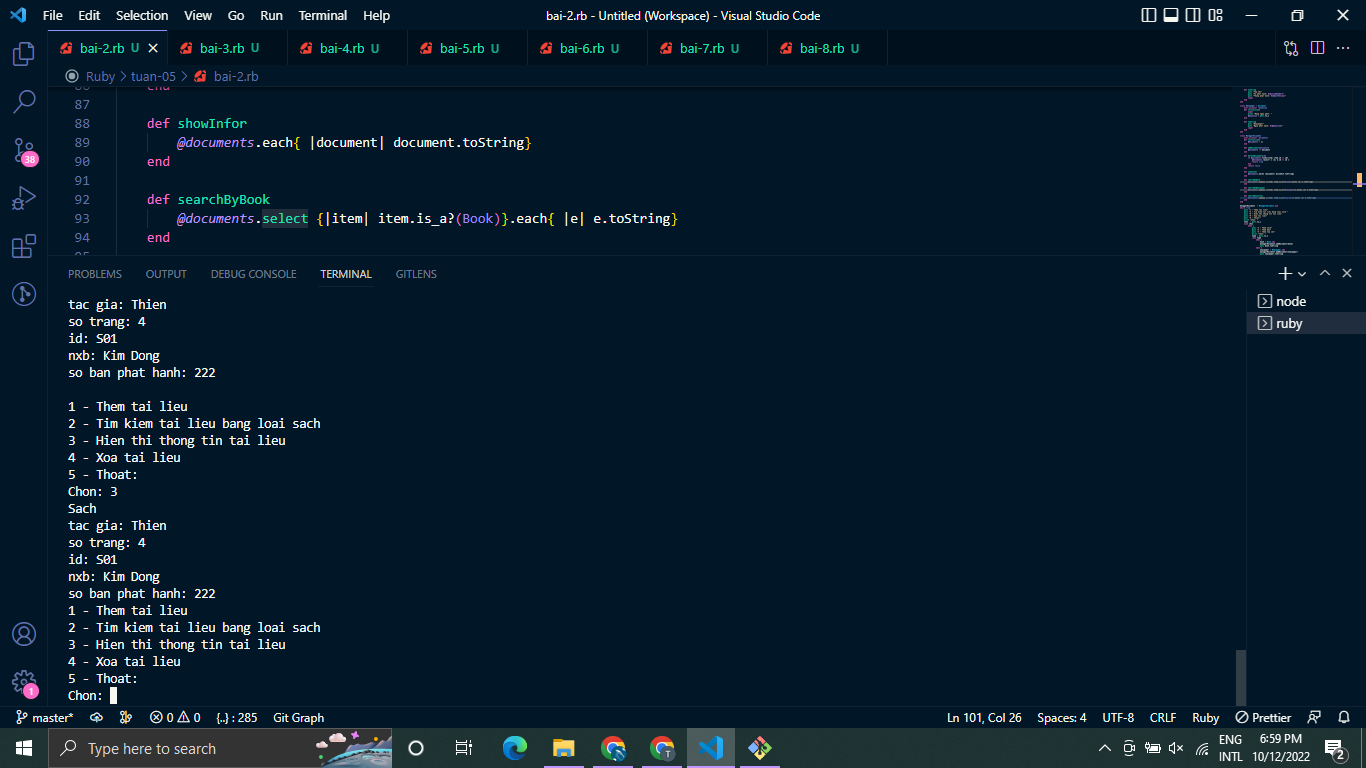 File Edit Selection View Go Run Terminal Help bai-2.rb - Untitled (Workspace) - Visual Studio Code
bai-2.rb U bai-3.rb U bai-4.rb U bai-5.rb U bai-6.rb U bai-7.rb U bai-8.rb U
Ruby > tuan-05 > bai-2.rb
86 end
87
88 def showInfor
89 @documents.each{ |document| document.toString}
90 end
91
92 def searchByBook
93 @documents.select {|item| item.is_a?(Book)}.each{ |e| e.toString}
94 end
38
1
PROBLEMS OUTPUT DEBUG CONSOLE TERMINAL GITLENS
node
ruby
tac gia: Thien
so trang: 4
id: S01
nxb: Kim Dong
so ban phat hanh: 222
1 - Them tai lieu
2 - Tim kiem tai lieu bang loai sach
3 - Hien thi thong tin tai lieu
4 - Xoa tai lieu
5 - Thoat:
Chon: 3
Sach
tac gia: Thien
so trang: 4
id: S01
nxb: Kim Dong
so ban phat hanh: 222
1 - Them tai lieu
2 - Tim kiem tai lieu bang loai sach
3 - Hien thi thong tin tai lieu
4 - Xoa tai lieu
5 - Thoat:
Chon:
master* 0 0 {..} : 285 Git Graph Ln 101, Col 26 Spaces: 4 UTF-8 CRLF Ruby Prettier
Type here to search
ENG
INTL
6:59 PM
10/12/2022
2